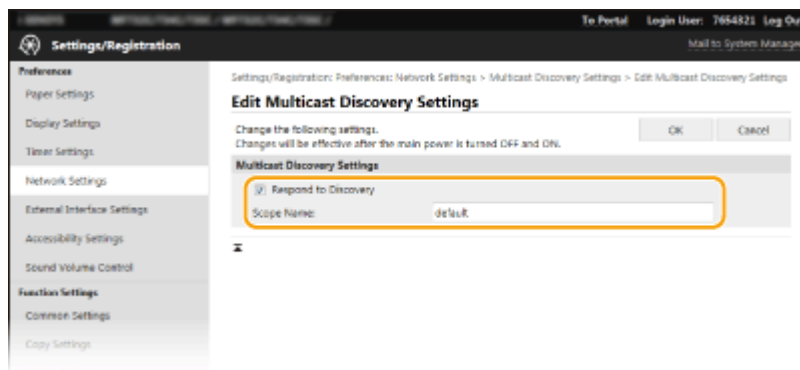 To Portal Login User: 7654321 Log Ou
Settings/Registration
Mail to System Manage
Preferences
Paper Settings
Display Settings
Timer Settings
Network Settings
External Interface Settings
Accessibility Settings
Sound Volume Control
Function Settings
Common Settings
Copy Settings
Settings/Registration: Preferences: Network Settings > Multicast Discovery Settings > Edit Multicast Discovery Settings
Edit Multicast Discovery Settings
Change the following settings.
Changes will be effective after the main power is turned OFF and ON.
OK Cancel
Multicast Discovery Settings
Respond to Discovery
Scope Name: default